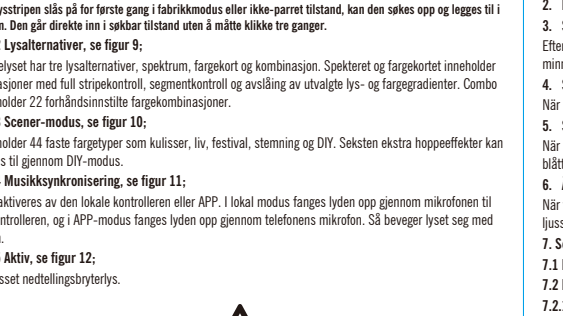 ysstripen slås på for første gang i fabrikkmodus eller ikke-parret tilstand, kan den søkes opp og legges til i
n. Den går direkte inn i søkbar tilstand uten å måtte klikke tre ganger.
Lysalternativer, se figur 9;
elyset har tre lysalternativer, spektrum, fargekort og kombinasjon. Spekteret og fargekortet inneholder
asjoner med full stripekontroll, segmentkontroll og avslåing av utvalgte lys- og fargegradienter. Combo
holder 22 forhåndsinnstilte fargekombinasjoner.
Scener-modus, se figur 10;
holder 44 faste fargetyper som kulisser, liv, festival, stemning og DIY. Seksten ekstra hoppeeffekter kan
s til gjennom DIY-modus.
Musikksynkronisering, se figur 11;
aktiveres av den lokale kontrolleren eller APP. I lokal modus fanges lyden opp gjennom mikrofonen til
ntrolleren, og i APP-modus fanges lyden opp gjennom telefonens mikrofon. Så beveger lyset seg med
.
Aktiv, se figur 12;
sset nedtellingsbryterlys.
2.
3.
Efter
minn
4.
När
5.
När
blått
6.
När
ljuss
7. S
7.1
7.2
7.2.